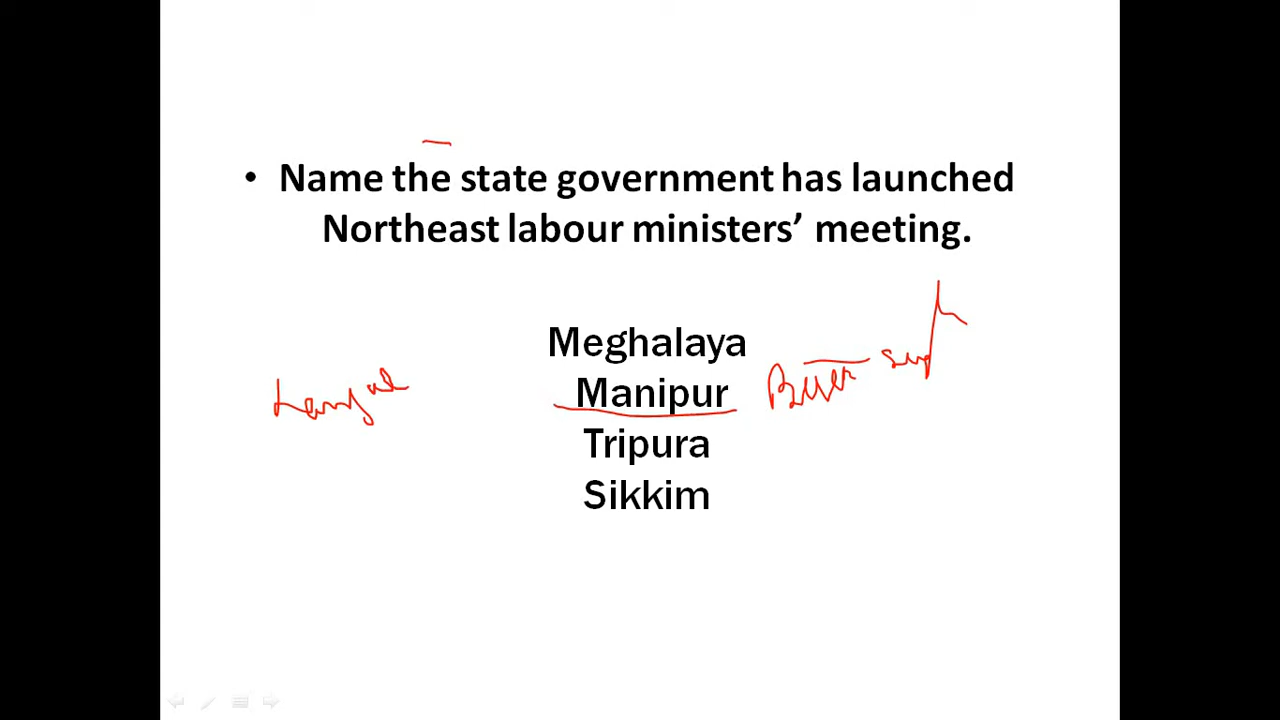 • Name the state government has launched
Northeast labour ministers’ meeting.
Meghalaya
Manipur
Tripura
Sikkim